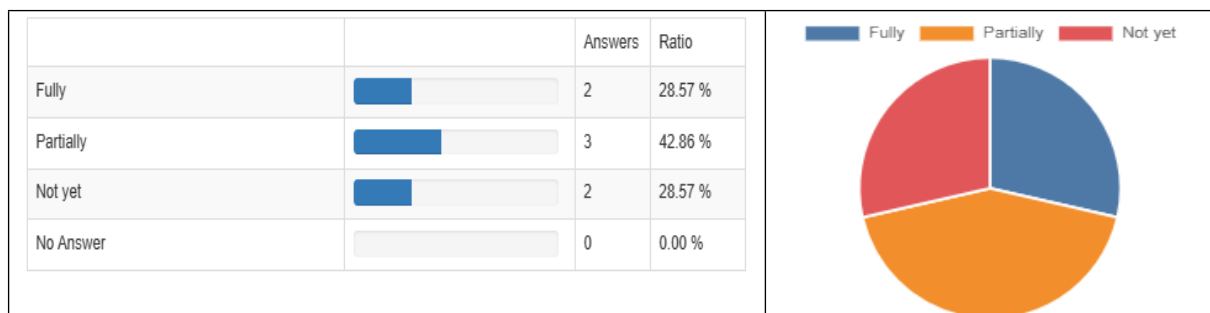 Answers Ratio
Fully 2 28.57 %
Partially 3 42.86 %
Not yet 2 28.57 %
No Answer 0 0.00 %
Fully Partially Not yet